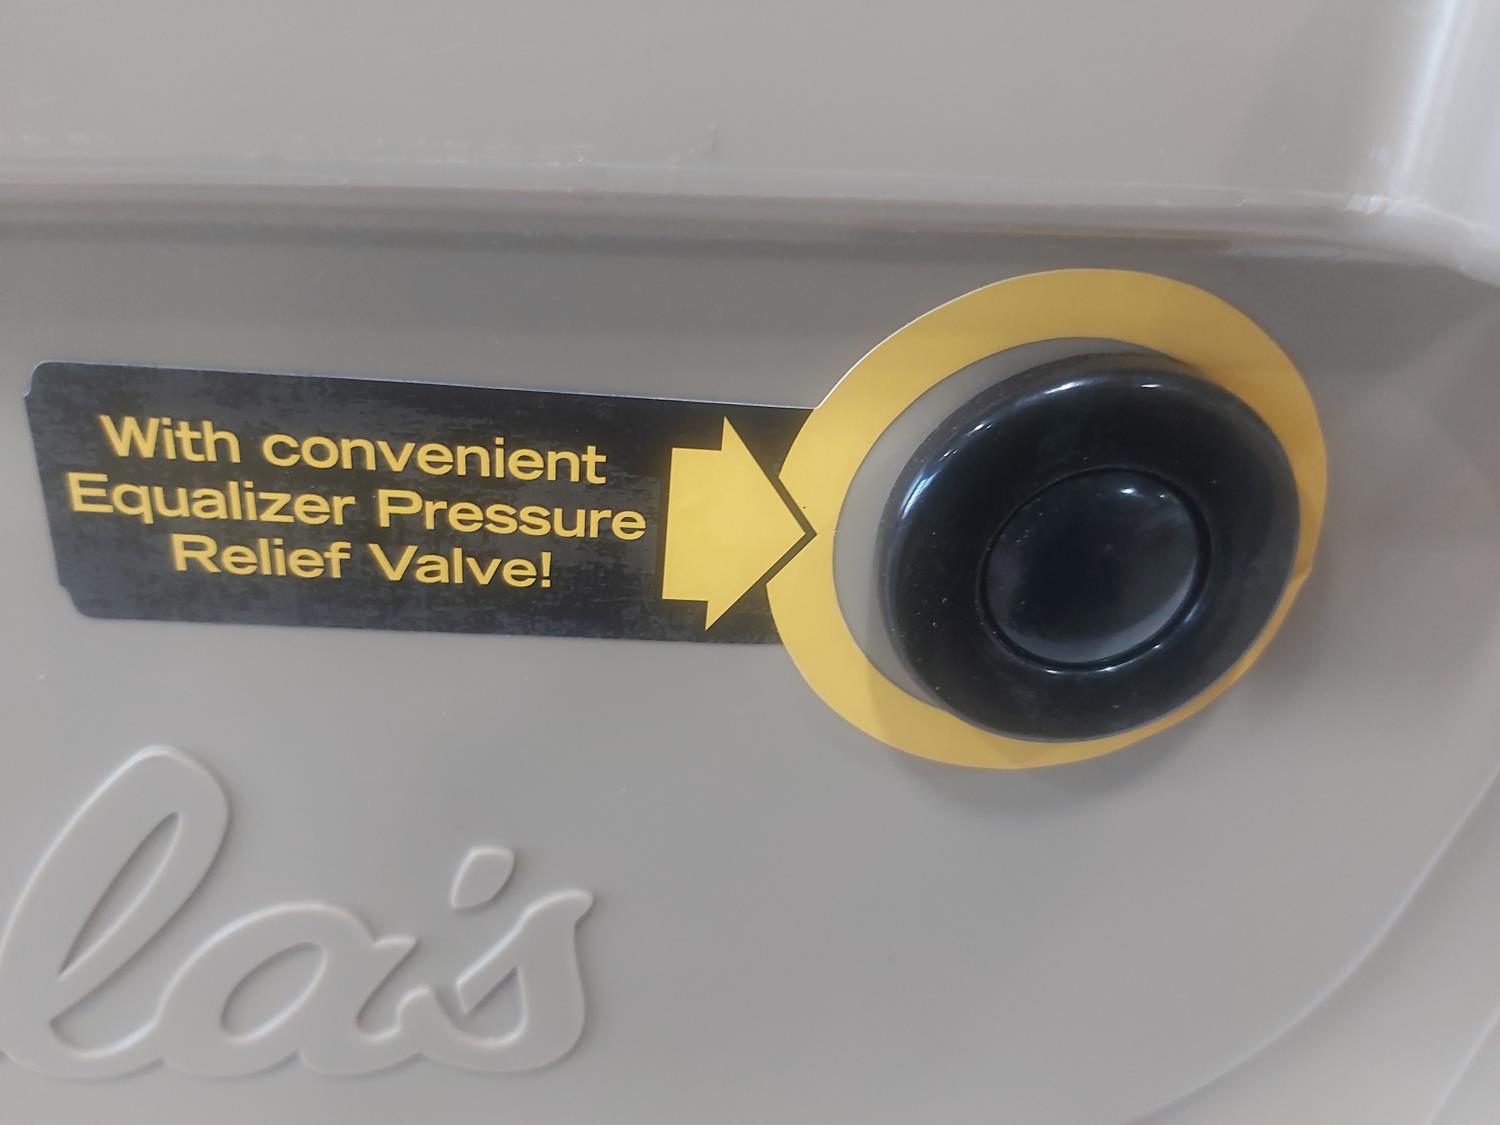 With convenient
Equalizer Pressure
Relief Valve!
la's